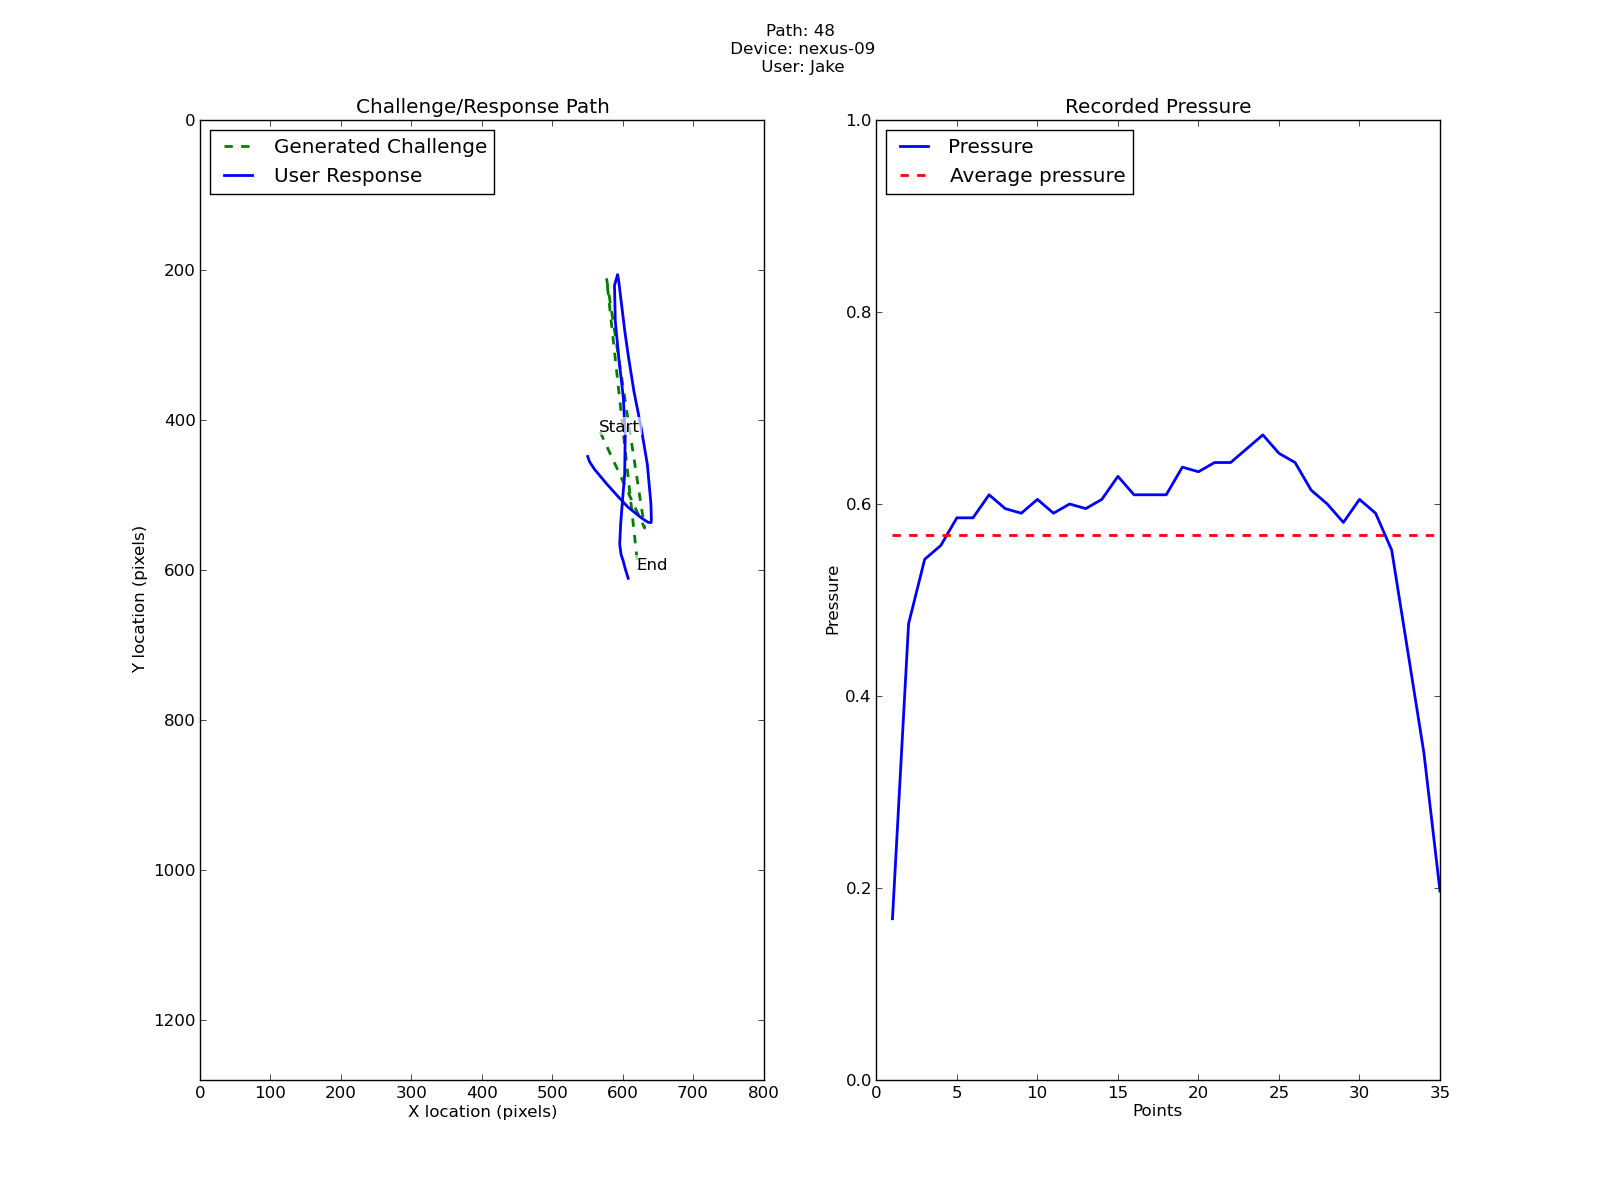 Path: 48
Device: nexus-09
User: Jake
Challenge/Response Path
Generated Challenge
User Response
Start
End
0
200
400
600
800
1000
1200
Y location (pixels)
0 100 200 300 400 500 600 700 800
X location (pixels)
Recorded Pressure
Pressure
Average pressure
1.0
0.8
0.6
0.4
0.2
0.0
Pressure
0 5 10 15 20 25 30 35
Points